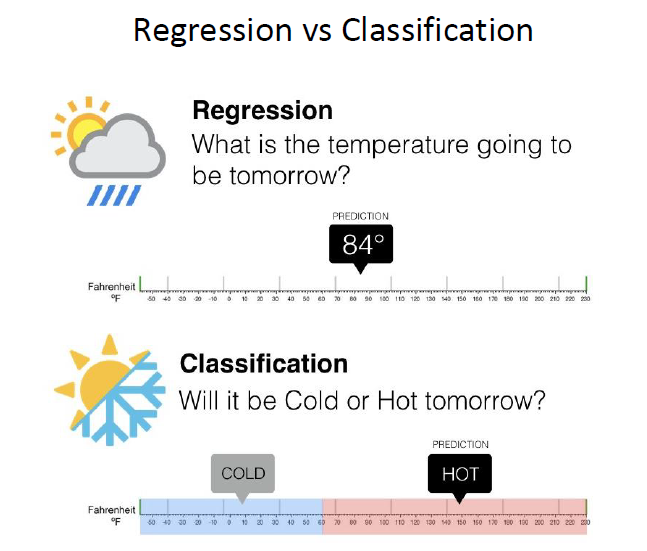 Regression vs Classification
Regression
What is the temperature going to
be tomorrow?
PREDICTION
84°
Fahrenheit
°F
-50 -40 -30 -20 -10 0 10 20 30 40 50 60 70 80 90 100 110 120 130 140 150 160 170 180 190 200 210 220 230
Classification
Will it be Cold or Hot tomorrow?
PREDICTION
COLD
HOT
Fahrenheit
°F
-50 -40 -30 -20 -10 0 10 20 30 40 50 60 70 80 90 100 110 120 130 140 150 160 170 180 190 200 210 220 230